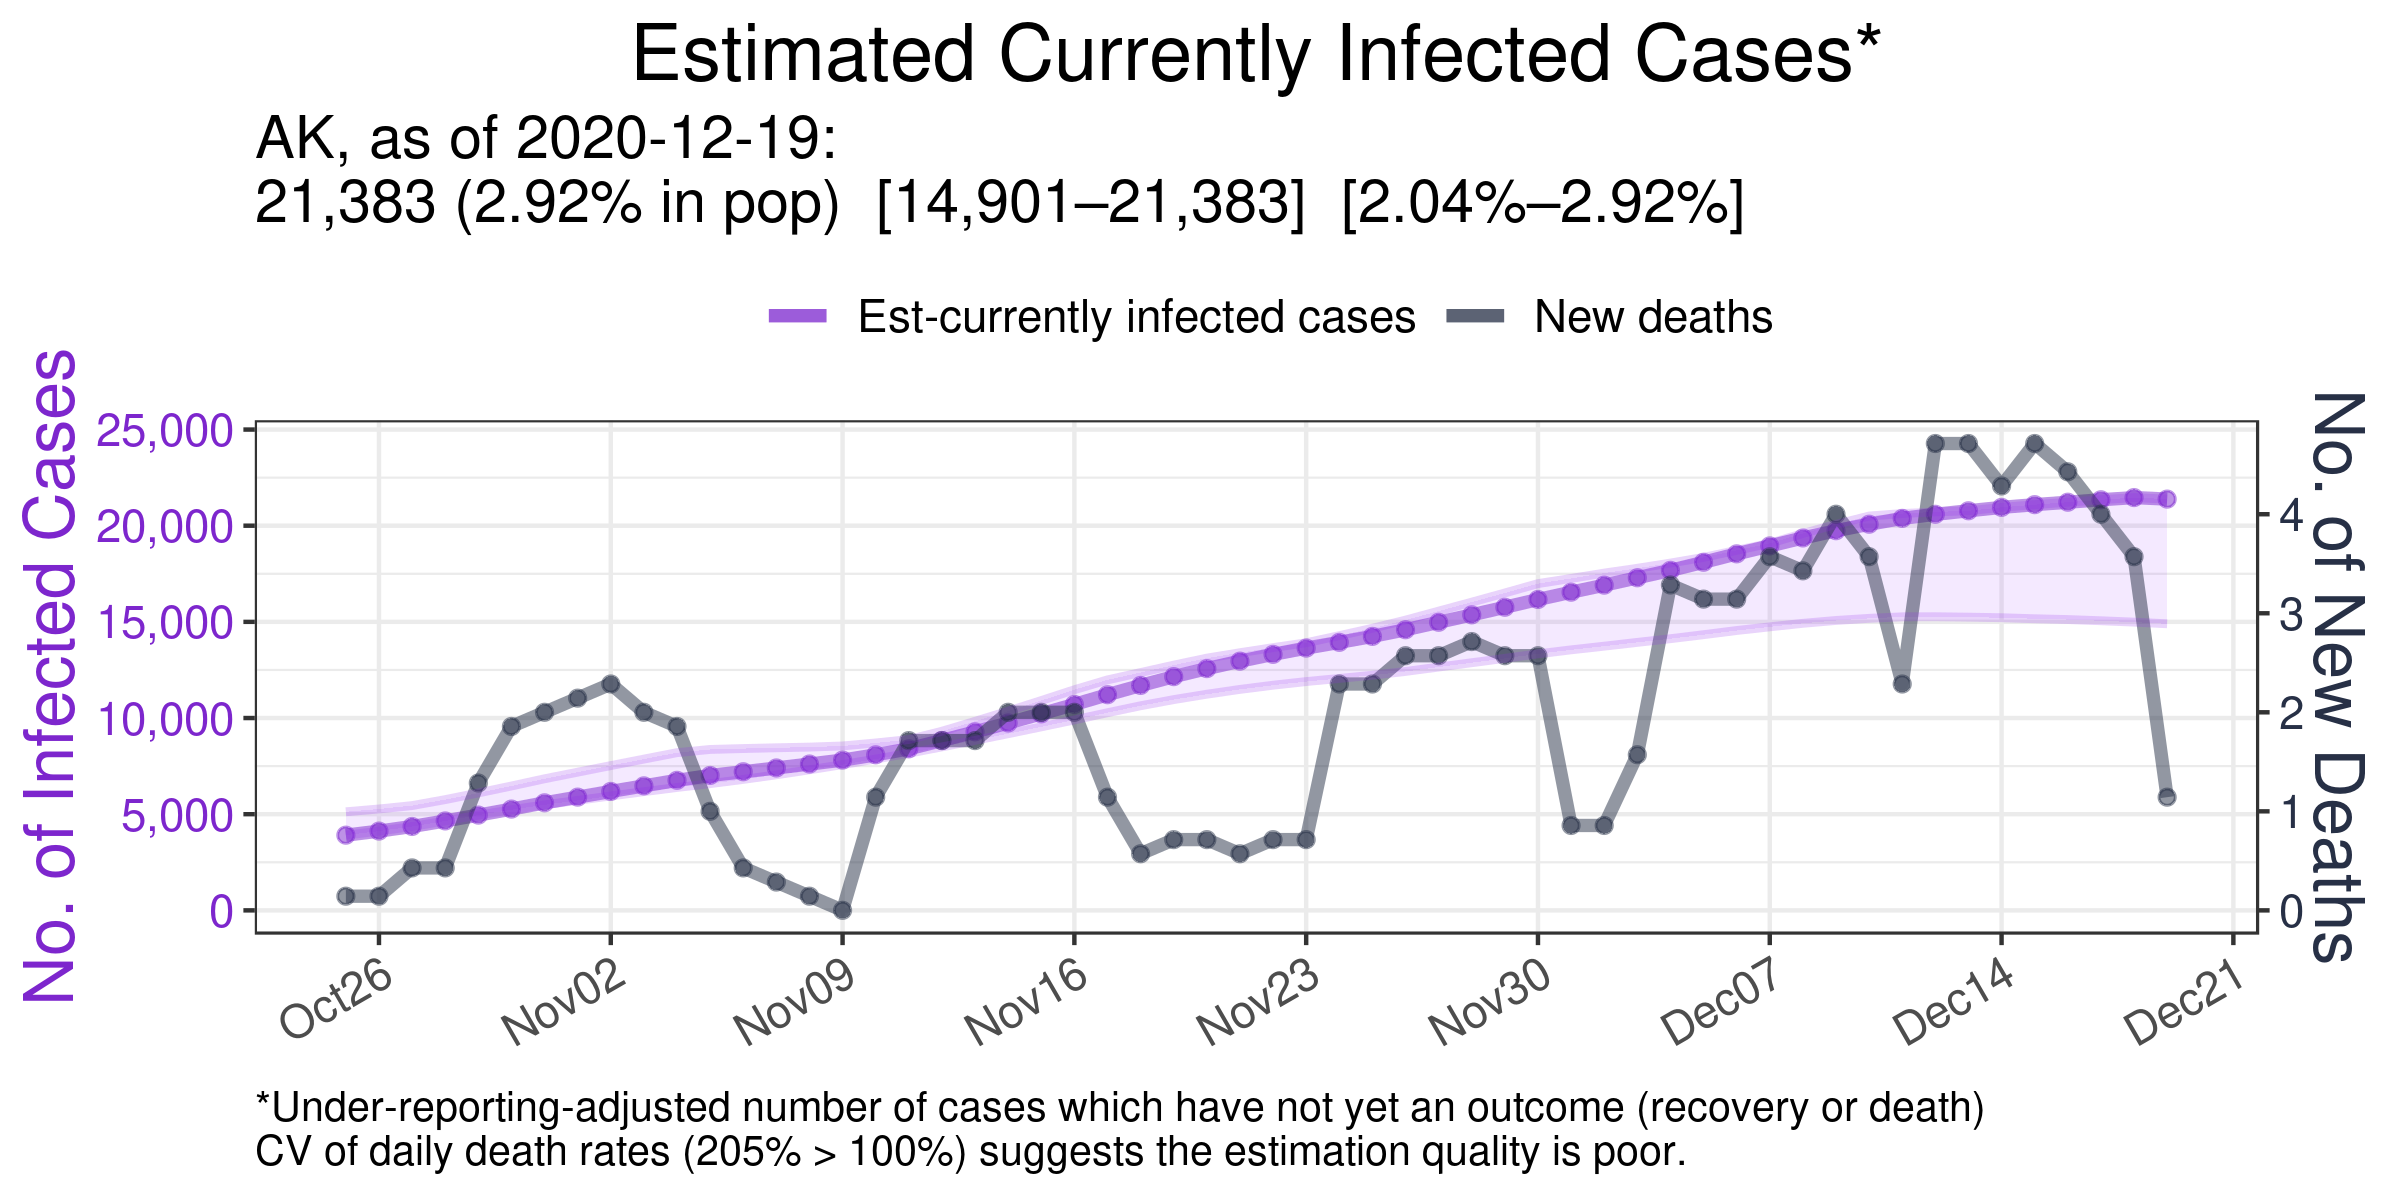 Estimated Currently Infected Cases*
AK, as of 2020-12-19:
21,383 (2.92% in pop)  [14,901–21,383]  [2.04%–2.92%]
Est-currently infected cases
New deaths
No. of Infected Cases
25,000
20,000
15,000
10,000
5,000
0
4
3
2
1
0
No. of New Deaths
Oct26
Nov02
Nov09
Nov16
Nov23
Nov30
Dec07
Dec14
Dec21
*Under-reporting-adjusted number of cases which have not yet an outcome (recovery or death)
CV of daily death rates (205% > 100%) suggests the estimation quality is poor.